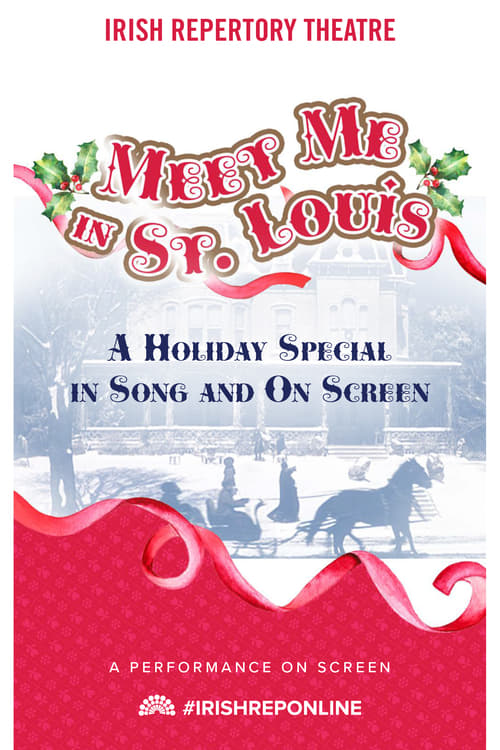 IRISH REPERTORY THEATRE
MEET ME
IN ST. LOUIS
A HOLIDAY SPECIAL
IN SONG AND ON SCREEN
A PERFORMANCE ON SCREEN
#IRISHREPONLINE